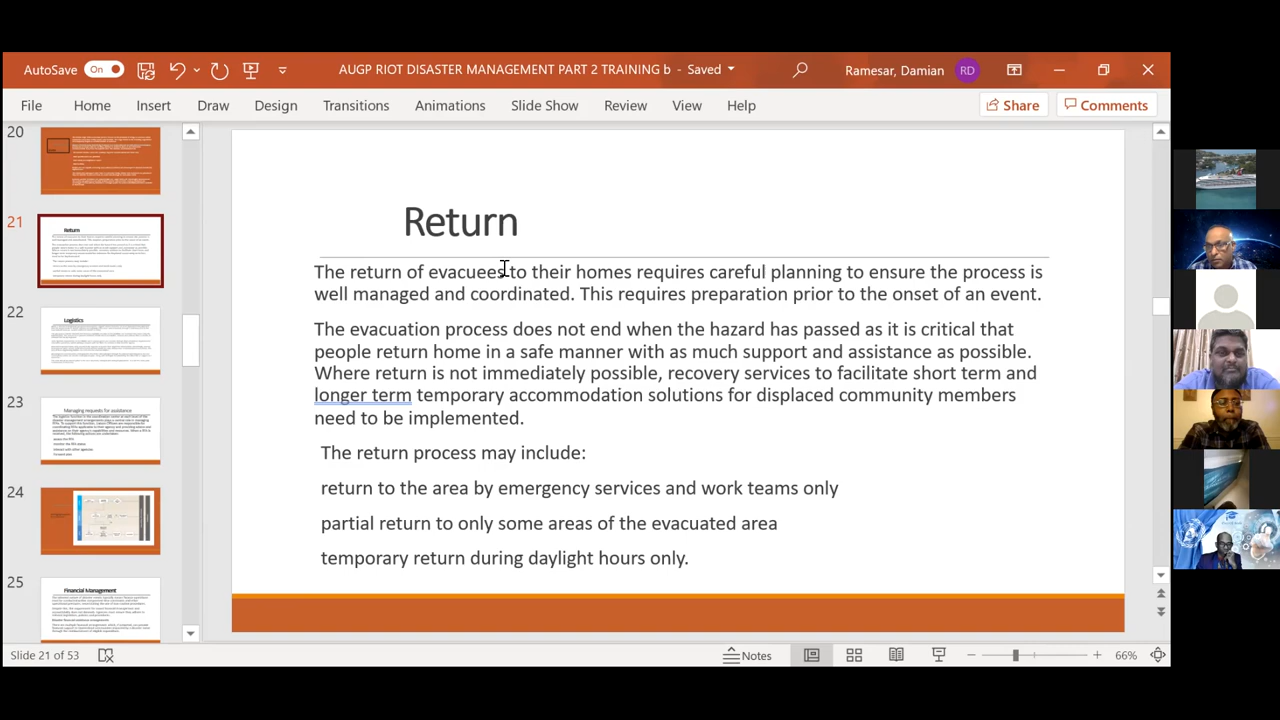 AutoSave On
AUGP RIOT DISASTER MANAGEMENT PART 2 TRAINING b - Saved
Ramesar, Damian RD
File Home Insert Draw Design Transitions Animations Slide Show Review View Help Share Comments
20
21
Return
22
Logistics
23
Managing requests for assistance
24
25
Financial Management
Return
The return of evacuees to their homes requires careful planning to ensure the process is
well managed and coordinated. This requires preparation prior to the onset of an event.
The evacuation process does not end when the hazard has passed as it is critical that
people return home in a safe manner with as much support and assistance as possible.
Where return is not immediately possible, recovery services to facilitate short term and
longer term temporary accommodation solutions for displaced community members
need to be implemented.
The return process may include:
return to the area by emergency services and work teams only
partial return to only some areas of the evacuated area
temporary return during daylight hours only.
Slide 21 of 53
Notes
66%